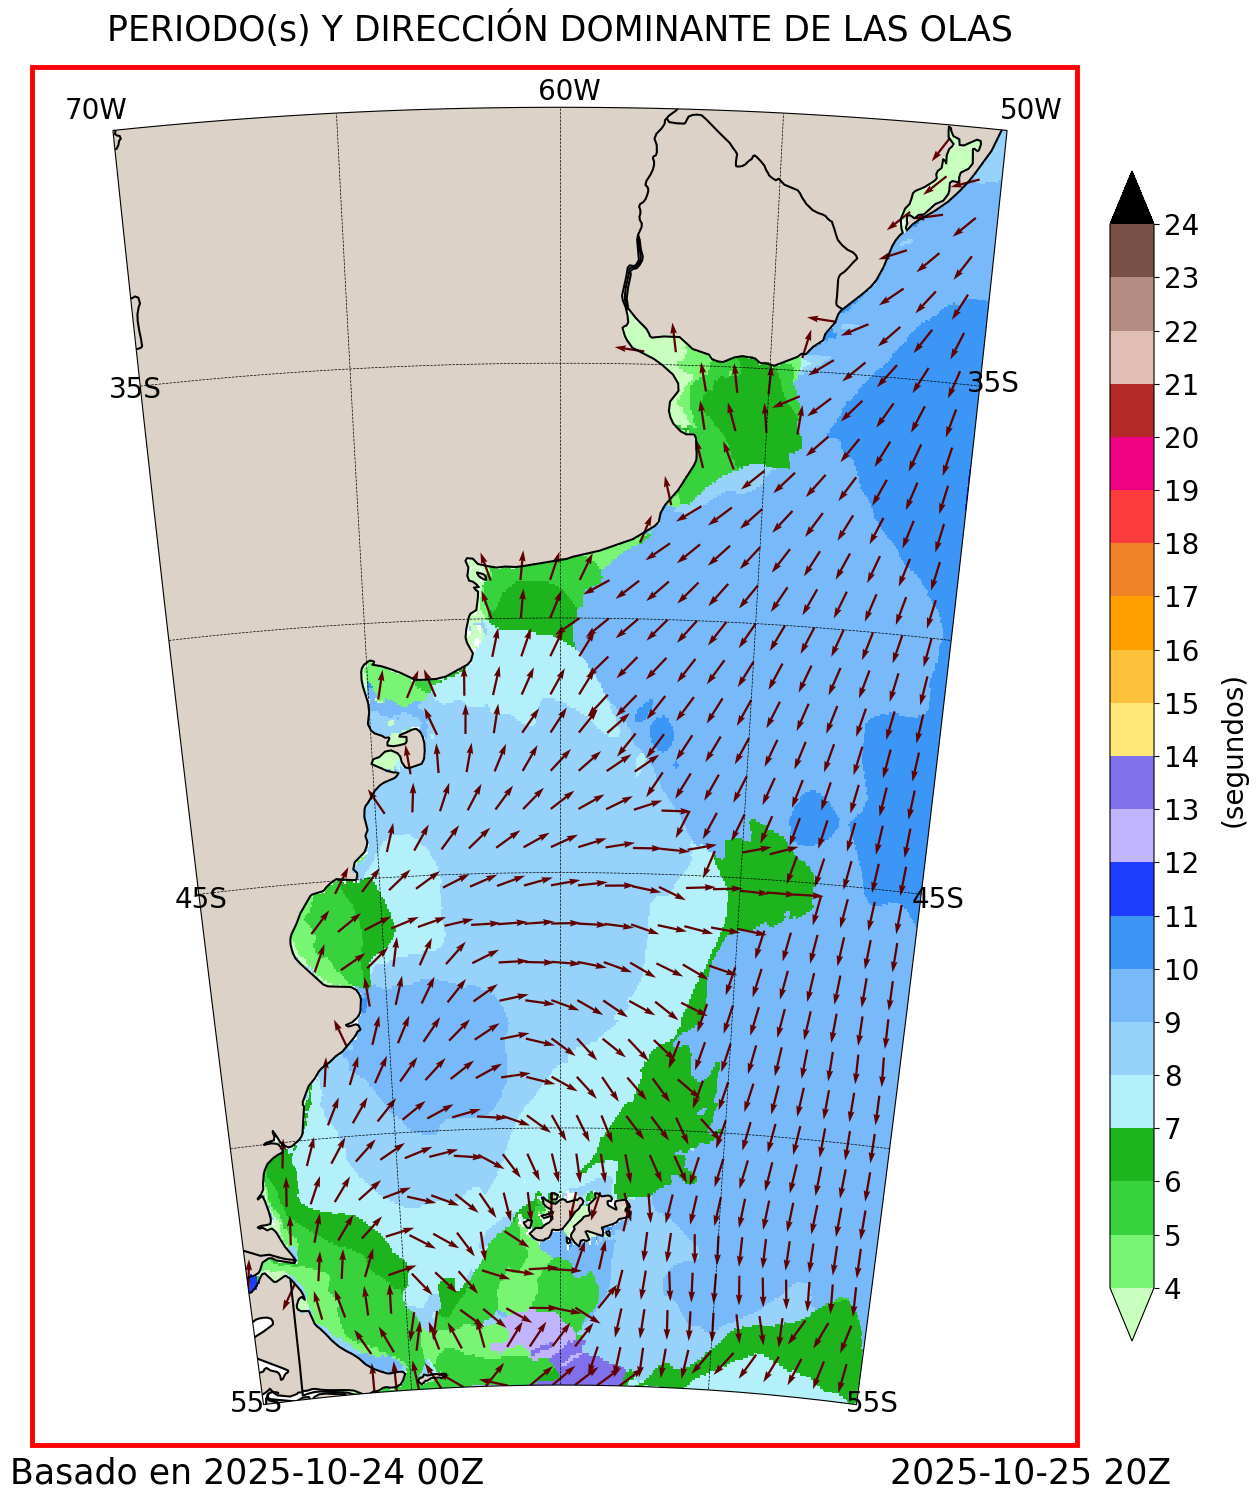 PERIODO(s) Y DIRECCIÓN DOMINANTE DE LAS OLAS
70W
60W
50W
35S
35S
45S
45S
55S
55S
24
23
22
21
20
19
18
17
16
15
14
13
12
11
10
9
8
7
6
5
4
(segundos)
Basado en 2025-10-24 00Z
2025-10-25 20Z